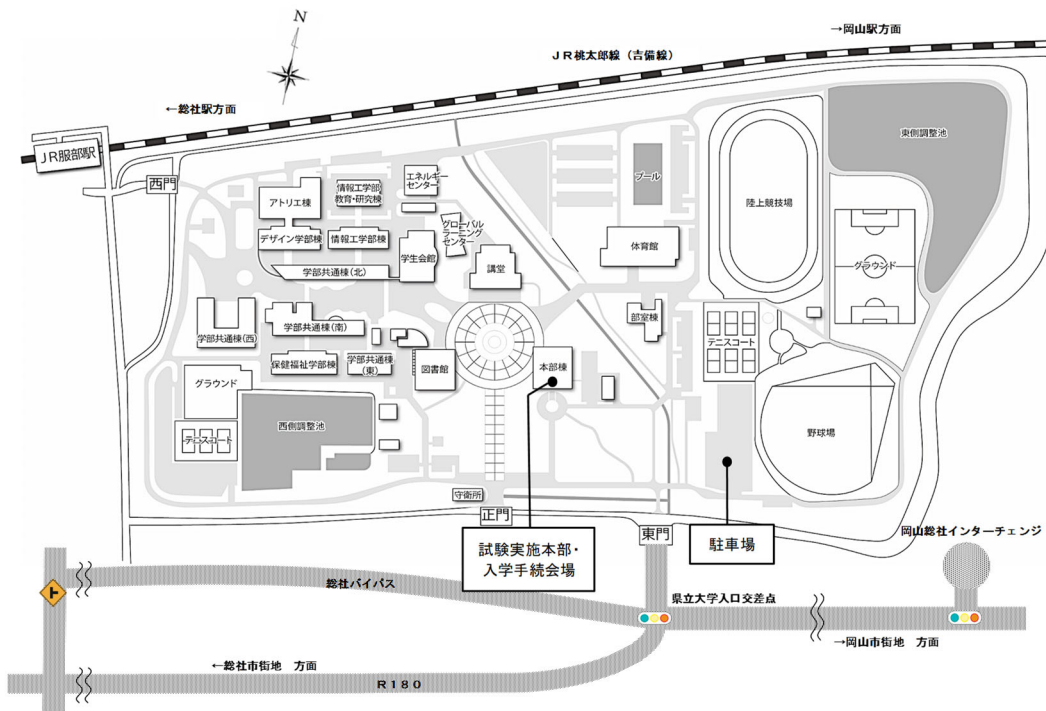 N
→岡山駅方面
JR桃太郎線（吉備線）
←総社駅方面
JR服部駅
西門
東側調整池
アトリエ棟
情報工学部
教育・研究棟
エネルギー
センター
プール
陸上競技場
グローバル
ラーニング
センター
デザイン学部棟
情報工学部棟
学生会館
体育館
講堂
グラウンド
学部共通棟（北）
学部共通棟（西）
学部共通棟（南）
部室棟
テニスコート
保健福祉学部棟
学部共通棟
（東）
図書館
本部棟
グラウンド
西側調整池
テニスコート
野球場
守衛所
正門
東門
試験実施本部・
入学手続会場
駐車場
岡山総社インターチェンジ
総社バイパス
県立大学入口交差点
→岡山市街地　方面
←総社市街地　方面
R180